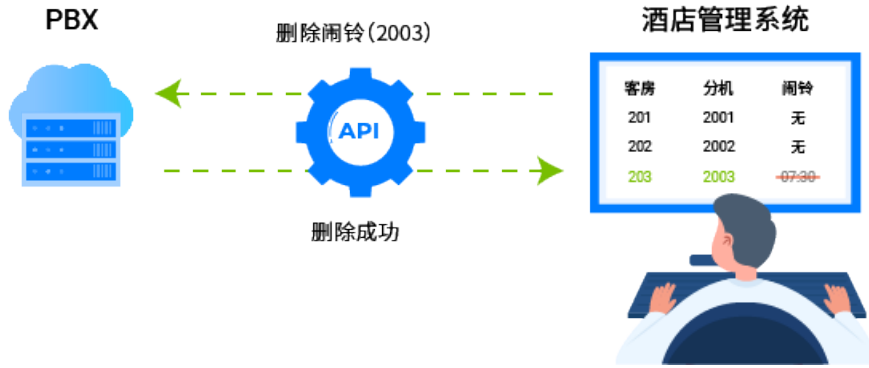 PBX
删除闹铃(2003)
酒店管理系统
API
删除成功
客房 分机 闹铃
201 2001 无
202 2002 无
203 2003 07:30